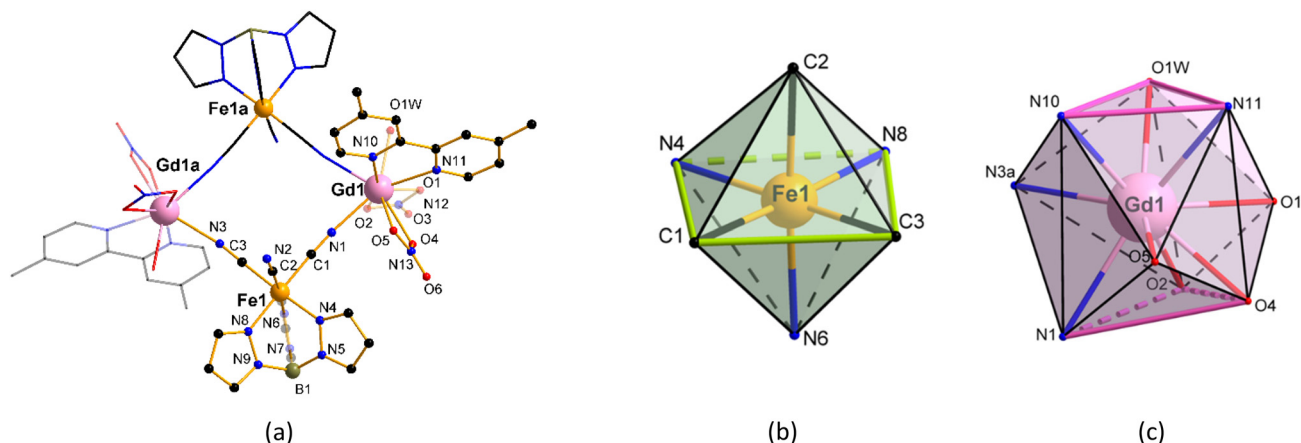 Fe1a
O1W
N10
Gd1a
N11
Gd1
O1
N12
O2
O3
N3
C3
N2
N1
O5
O4
C2
C1
N13
O6
Fe1
N8
N6
N4
N7
N9
N5
B1
(a)
C2
N4
N8
Fe1
C1
C3
N6
(b)
O1W
N10
N11
N3a
Gd1
O1
O5
O2
O4
N1
(c)